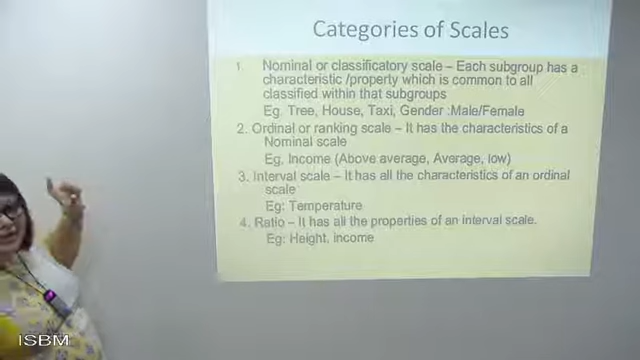 Categories of Scales
1. Nominal or classificatory scale – Each subgroup has a
characteristic /property which is common to all
classified within that subgroups
Eg. Tree, House, Taxi, Gender :Male/Female
2. Ordinal or ranking scale – It has the characteristics of a
Nominal scale
Eg. Income (Above average, Average, low)
3. Interval scale – It has all the characteristics of an ordinal
scale
Eg: Temperature
4. Ratio – It has all the properties of an interval scale.
Eg: Height, income
ISBM